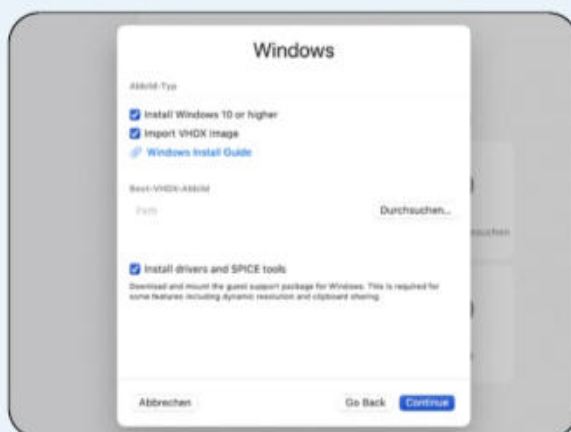 Windows
Abbild-Typ
Install Windows 10 or higher
Import VHDX Image
Windows Install Guide
Boot-VHDX-Abbild
Path
Durchsuchen...
suchen
Install drivers and SPICE tools
Download and mount the guest support package for Windows. This is required for
some features including dynamic resolution and clipboard sharing.
Abbrechen
Go Back
Continue